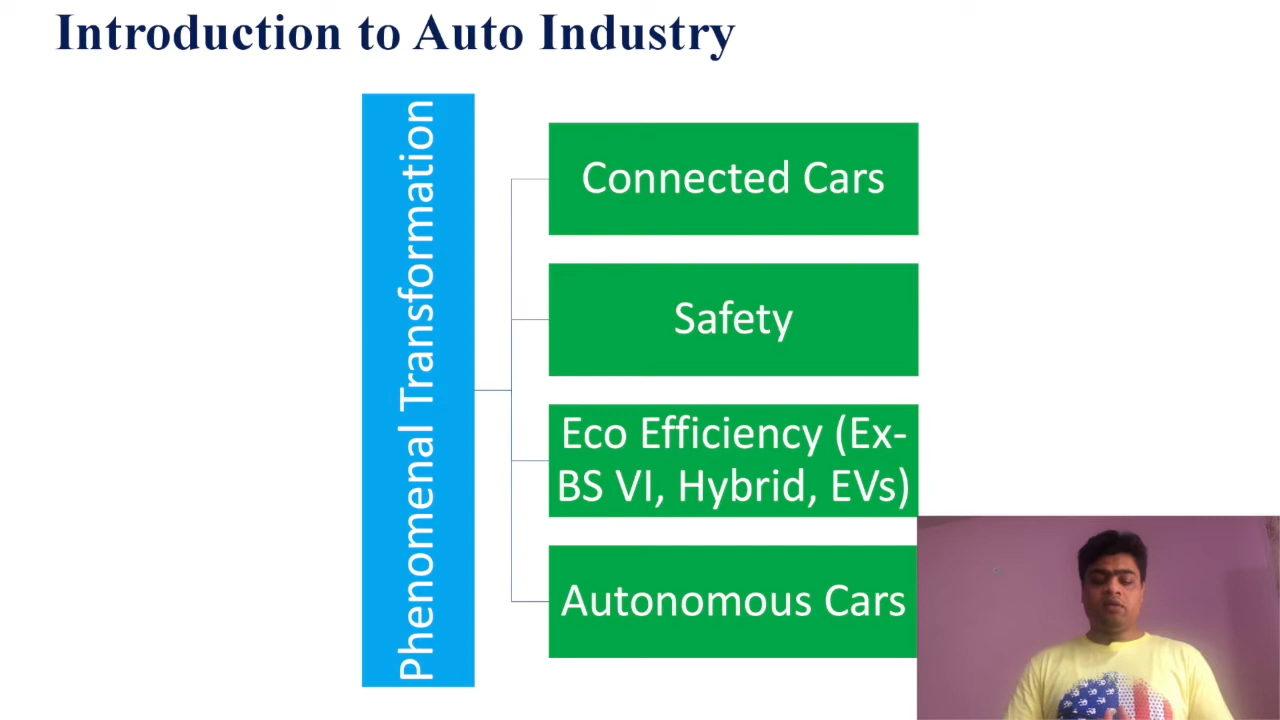 Introduction to Auto Industry
Phenomenal Transformation
Connected Cars
Safety
Eco Efficiency (Ex-
BS VI, Hybrid, EVs)
Autonomous Cars